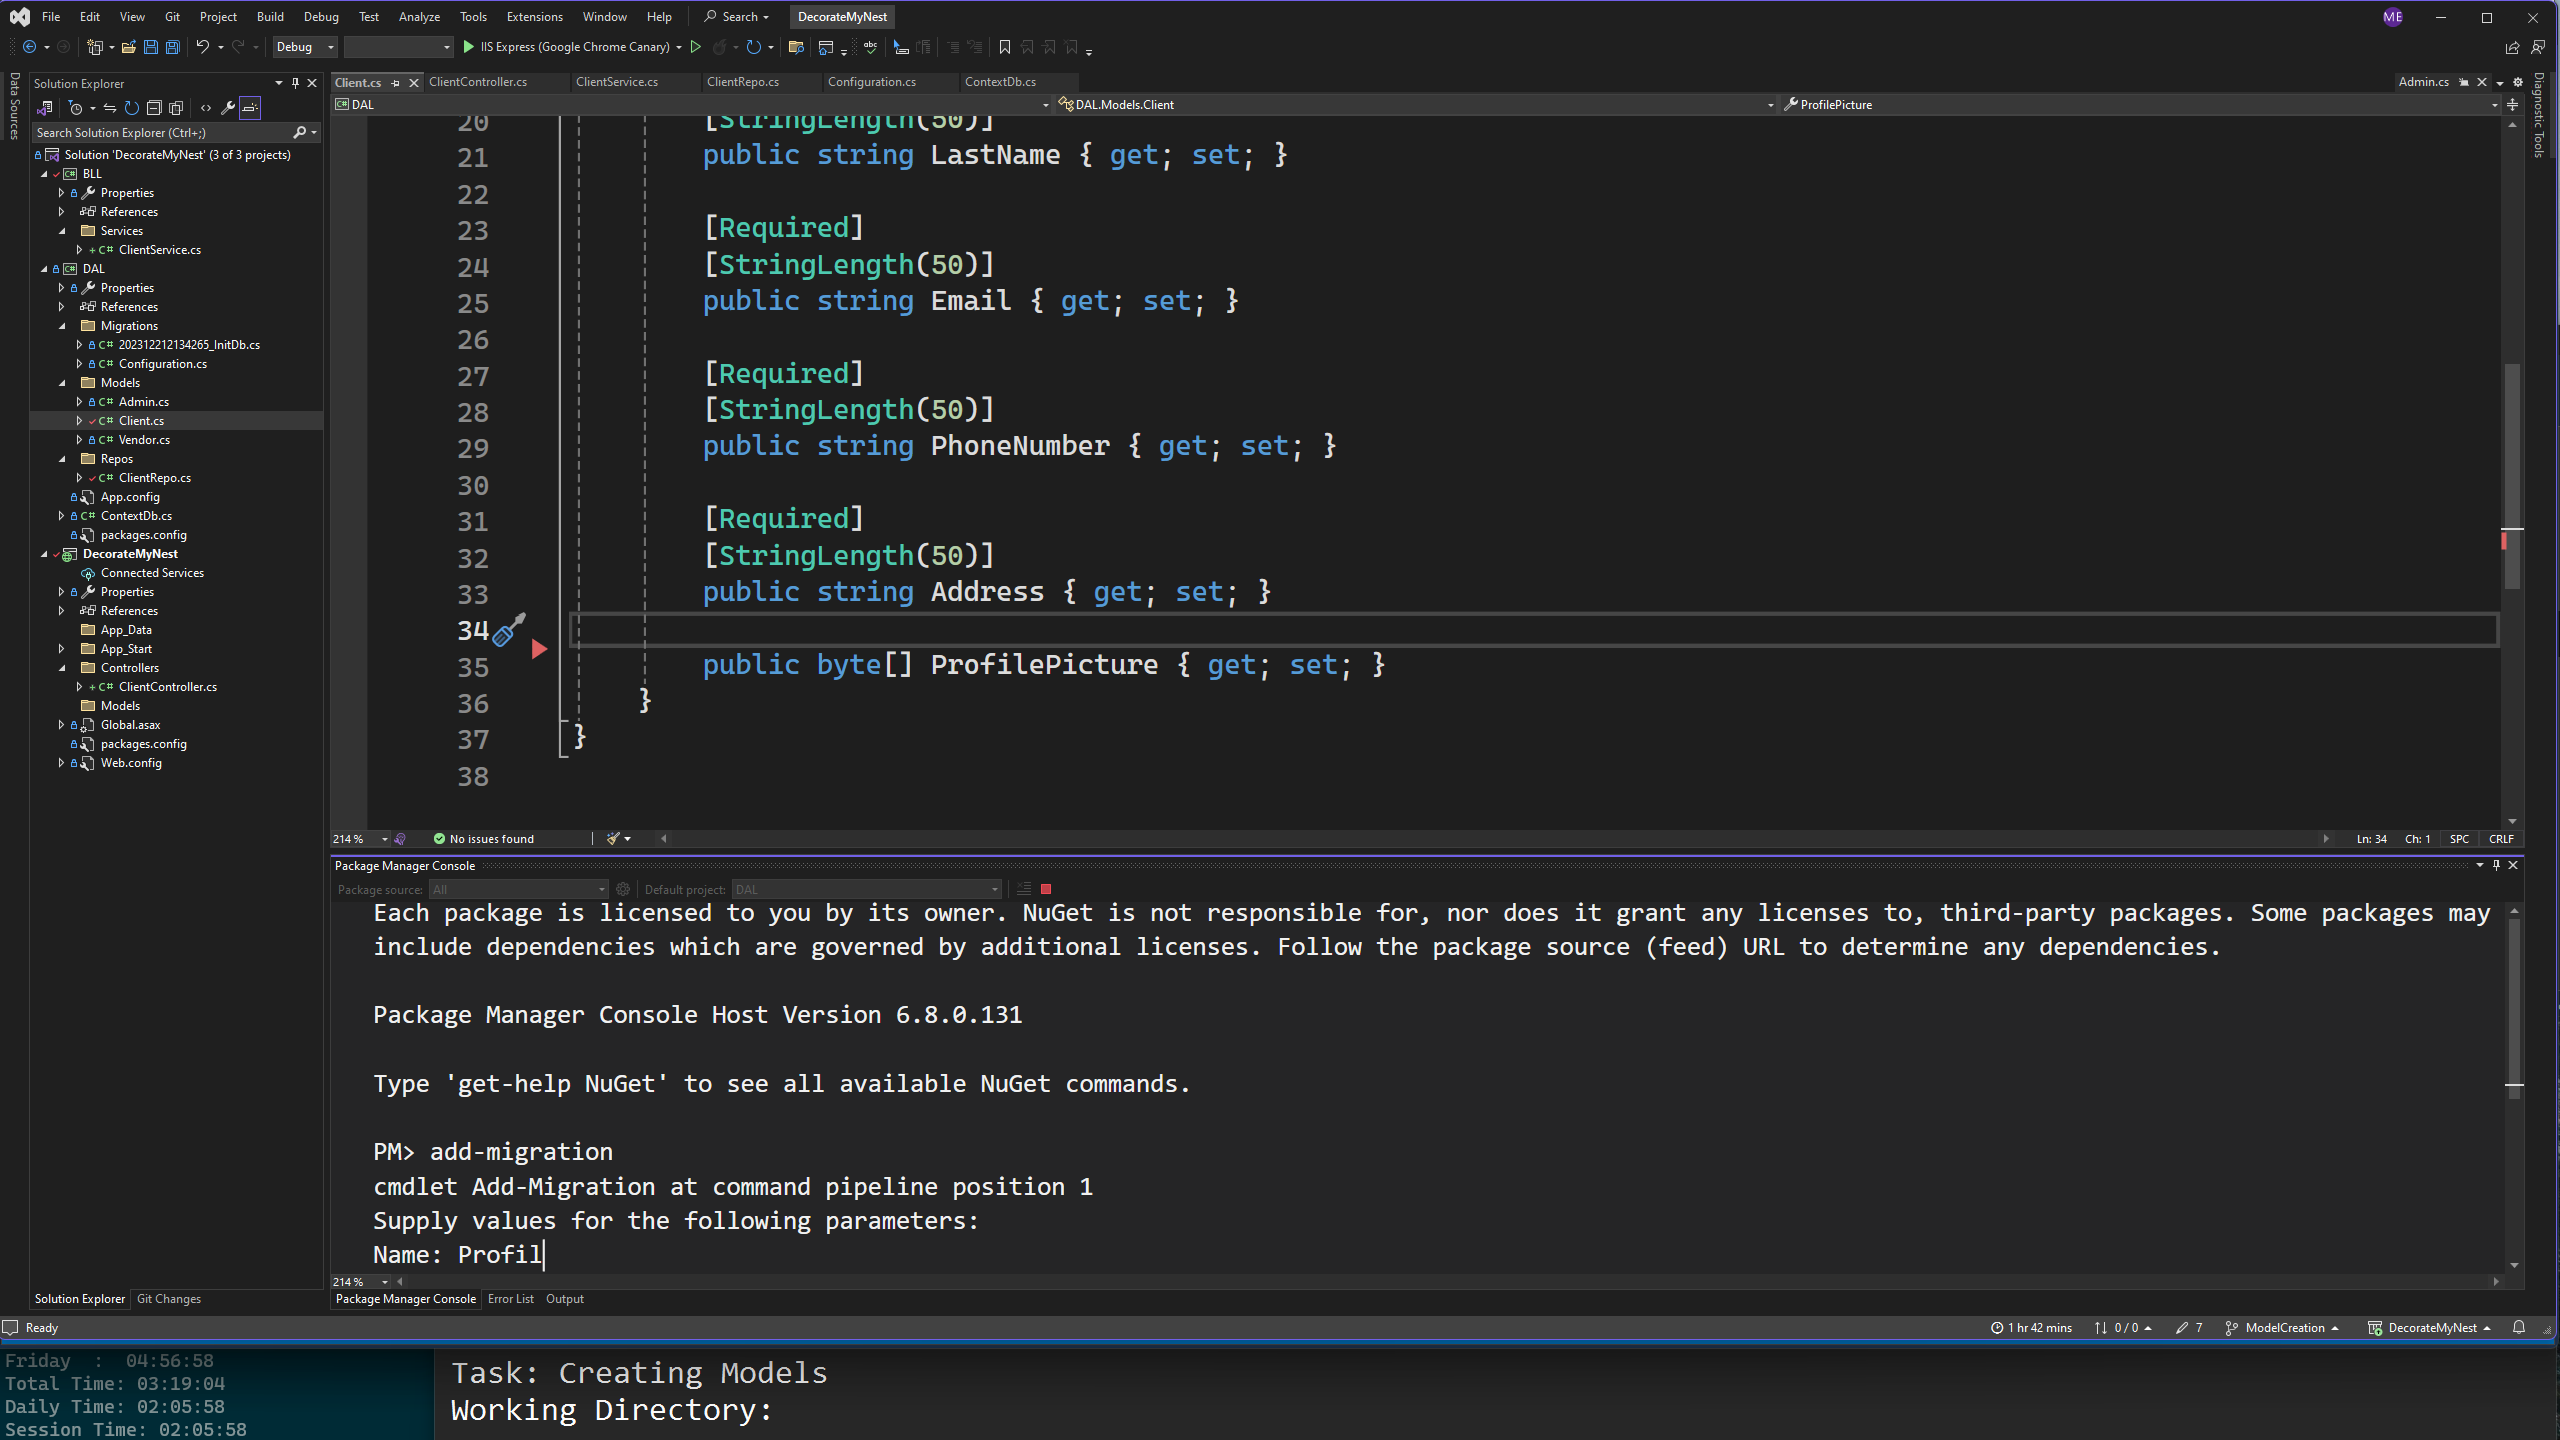 File Edit View Git Project Build Debug Test Analyze Tools Extensions Window Help Search DecorateMyNest ME
Debug IIS Express (Google Chrome Canary)
Data Sources
Solution Explorer
Search Solution Explorer (Ctrl+;)
Solution 'DecorateMyNest' (3 of 3 projects)
BLL
Properties
References
Services
C# ClientService.cs
DAL
Properties
References
Migrations
C# 202312212134265_InitDb.cs
C# Configuration.cs
Models
C# Admin.cs
C# Client.cs
C# Vendor.cs
Repos
C# ClientRepo.cs
App.config
C# ContextDb.cs
packages.config
DecorateMyNest
Connected Services
Properties
References
App_Data
App_Start
Controllers
C# ClientController.cs
Models
Global.asax
packages.config
Web.config
Solution Explorer Git Changes
Client.cs ClientController.cs ClientService.cs ClientRepo.cs Configuration.cs ContextDb.cs Admin.cs
DAL DAL.Models.Client ProfilePicture
Diagnostic Tools
20 [StringLength(50)]
21 public string LastName { get; set; }
22
23 [Required]
24 [StringLength(50)]
25 public string Email { get; set; }
26
27 [Required]
28 [StringLength(50)]
29 public string PhoneNumber { get; set; }
30
31 [Required]
32 [StringLength(50)]
33 public string Address { get; set; }
34
35 public byte[] ProfilePicture { get; set; }
36 }
37 }
38
214 % No issues found Ln: 34 Ch: 1 SPC CRLF
Package Manager Console
Package source: All Default project: DAL
Each package is licensed to you by its owner. NuGet is not responsible for, nor does it grant any licenses to, third-party packages. Some packages may
include dependencies which are governed by additional licenses. Follow the package source (feed) URL to determine any dependencies.
Package Manager Console Host Version 6.8.0.131
Type 'get-help NuGet' to see all available NuGet commands.
PM> add-migration
cmdlet Add-Migration at command pipeline position 1
Supply values for the following parameters:
Name: Profil
214 %
Package Manager Console Error List Output
Ready 1 hr 42 mins 0 / 0 7 ModelCreation DecorateMyNest
Friday : 04:56:58
Total Time: 03:19:04
Daily Time: 02:05:58
Session Time: 02:05:58
Task: Creating Models
Working Directory: